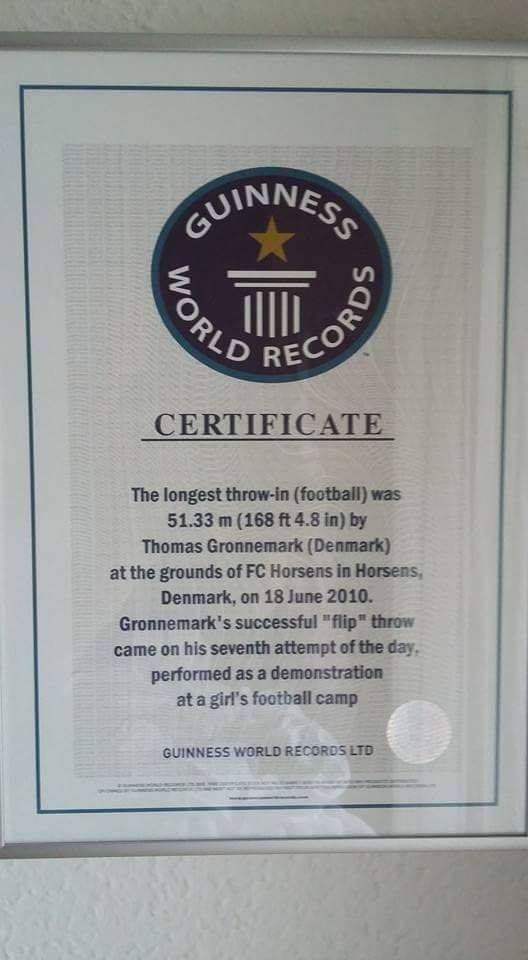 GUINNESS
WORLD RECORDS
CERTIFICATE
The longest throw-in (football) was
51.33 m (168 ft 4.8 in) by
Thomas Gronnemark (Denmark)
at the grounds of FC Horsens in Horsens,
Denmark, on 18 June 2010.
Gronnemark's successful "flip" throw
came on his seventh attempt of the day,
performed as a demonstration
at a girl's football camp
GUINNESS WORLD RECORDS LTD